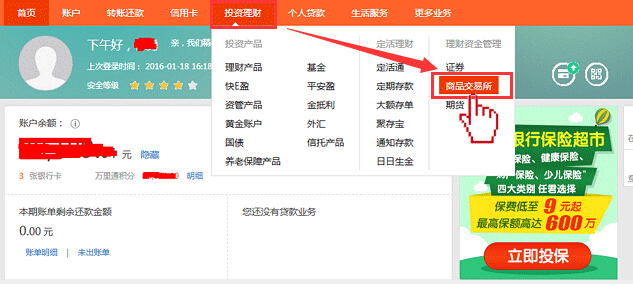 首页 账户 转账还款 信用卡 投资理财 个人贷款 生活服务 更多业务
下午好,
亲,我们
上次登录时间: 2016-01-18 16:18
安全等级
投资产品 定活理财 理财资金管理
理财产品 基金 定活通 证券
快E盈 平安盈 定期存款 商品交易所
资管产品 金抵利 大额存单 期货
黄金账户 外汇 聚存宝
国债 信托产品 通知存款
养老保障产品 日日生金
账户余额:
元 隐藏
3 张银行卡 万里通积分 明细
本期账单剩余还款金额
0.00 元
账单明细 | 未出账单
您还没有贷款业务
银行保险超市
保险、健康保险、
保险、少儿保险"
四大类别 任君选择
保费低至 9 元起
最高保额高达 600 万
立即投保